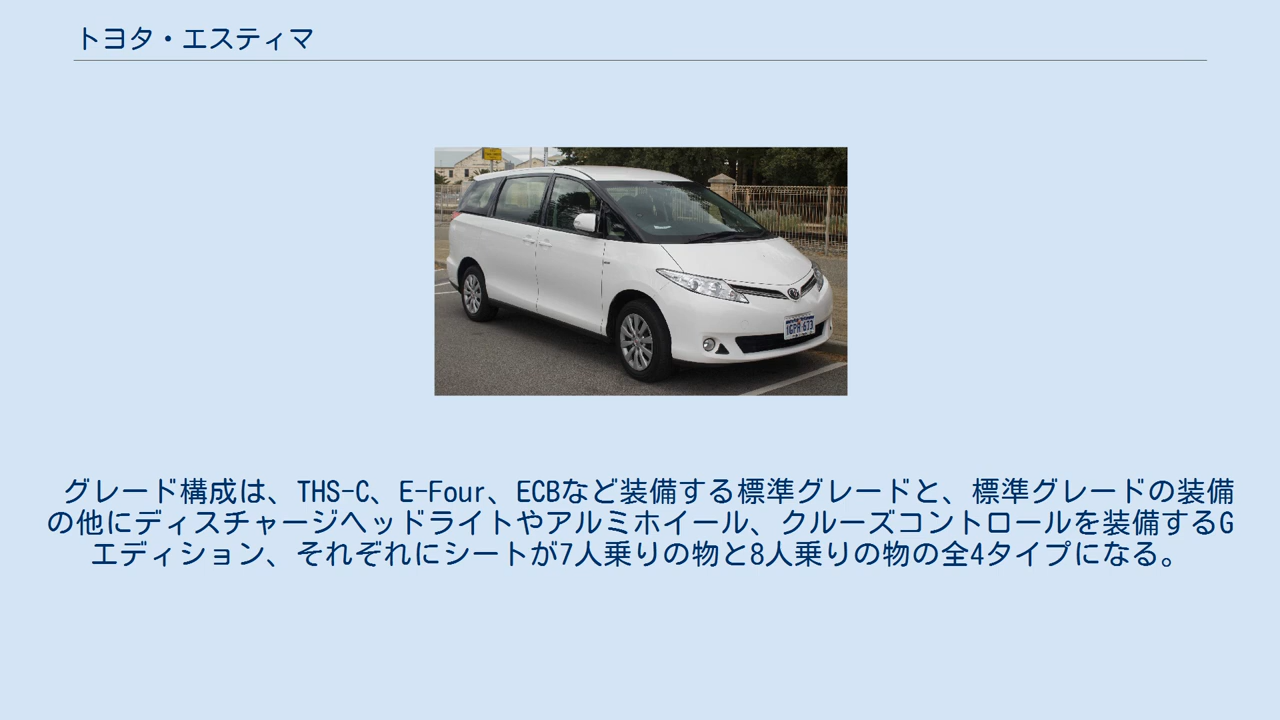 トヨタ・エスティマ
1GPR 673
グレード構成は、THS-C、E-Four、ECBなど装備する標準グレードと、標準グレードの装備
の他にディスチャージヘッドライトやアルミホイール、クルーズコントロールを装備するG
エディション、それぞれにシートが7人乗りの物と8人乗りの物の全4タイプになる。